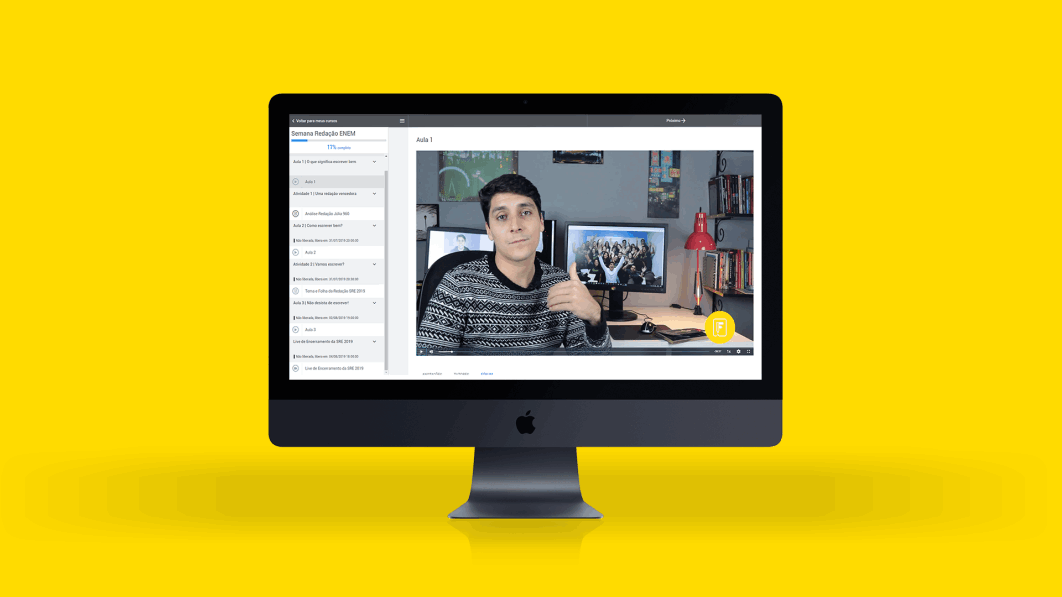 Voltar para meus cursos
Próximo
Semana Redação ENEM
11% completo
Aula 1
Aula 1 | O que significa escrever bem
Aula 1
Atividade 1 | Uma redação vencedora
Análise Redação Júlia 960
Aula 2 | Como escrever bem?
Aula 2
Atividade 2 | Vamos escrever?
Tema e Folha da Redação SRE 2019
Aula 3 | Não desista de escrever!
Aula 3
Live de Encerramento da SRE 2019
Live de Encerramento da SRE 2019